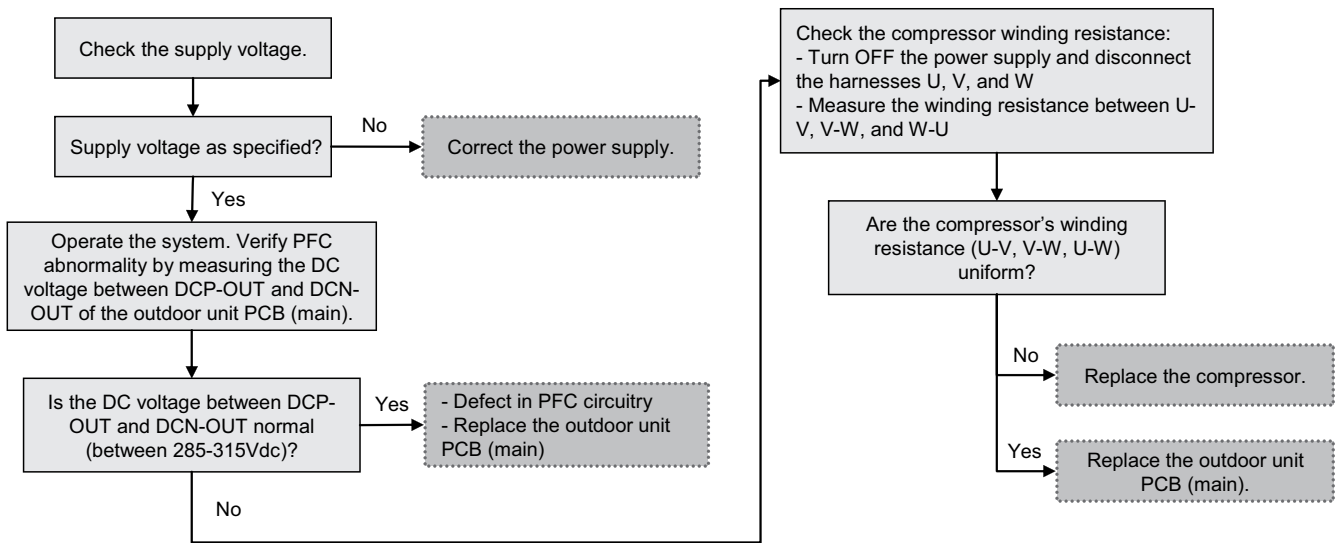 Check the supply voltage.
Supply voltage as specified?
No
Correct the power supply.
Yes
Operate the system. Verify PFC
abnormality by measuring the DC
voltage between DCP-OUT and DCN-
OUT of the outdoor unit PCB (main).
Is the DC voltage between DCP-
OUT and DCN-OUT normal
(between 285-315Vdc)?
Yes
- Defect in PFC circuitry
- Replace the outdoor unit
PCB (main)
No
Check the compressor winding resistance:
- Turn OFF the power supply and disconnect
the harnesses U, V, and W
- Measure the winding resistance between U-
V, V-W, and W-U
Are the compressor’s winding
resistance (U-V, V-W, U-W)
uniform?
No
Replace the compressor.
Yes
Replace the outdoor unit
PCB (main).